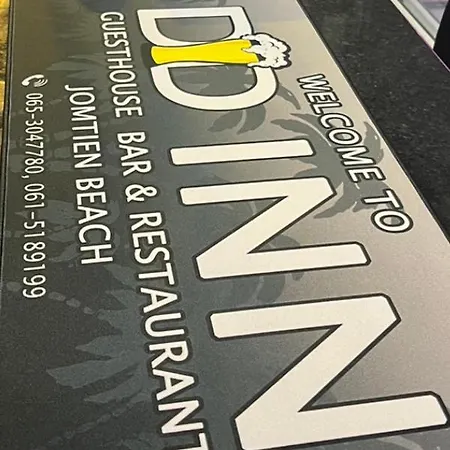 WELCOME TO
DD INN
GUESTHOUSE BAR & RESTAURANT
JOMTIEN BEACH
065-3047780, 061-5189199